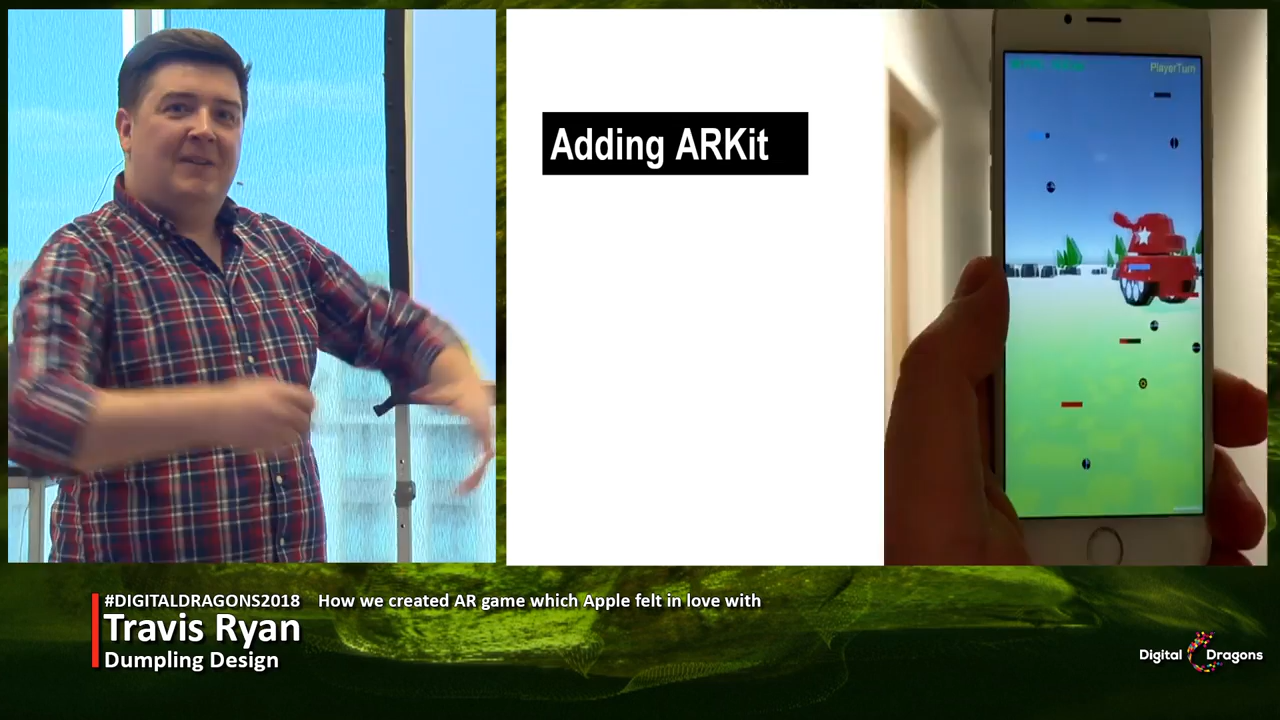 Adding ARKit
PlayerTurn
#DIGITALDRAGONS2018 How we created AR game which Apple felt in love with
Travis Ryan
Dumpling Design
Digital Dragons